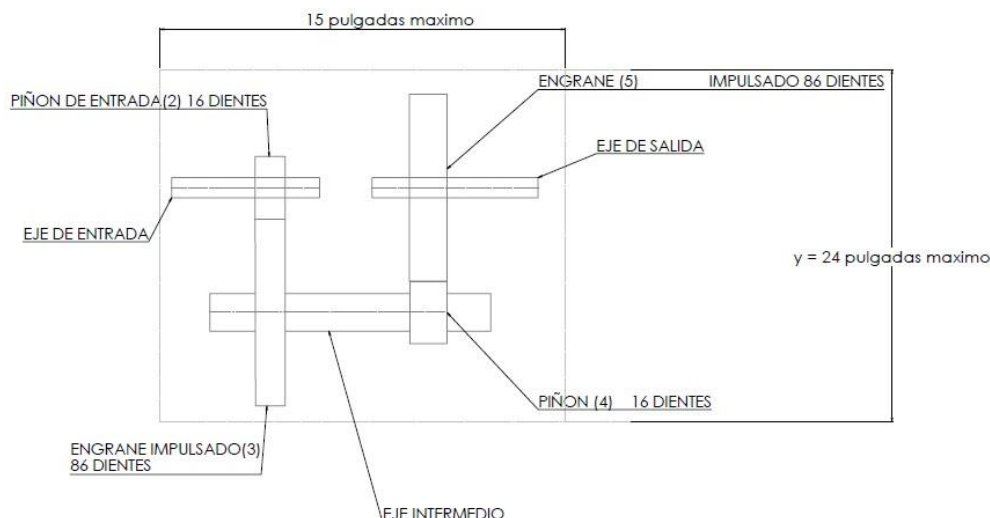 15 pulgadas maximo
ENGRANE (5) IMPULSADO 86 DIENTES
PIÑON DE ENTRADA(2) 16 DIENTES
EJE DE SALIDA
EJE DE ENTRADA
y = 24 pulgadas maximo
PIÑON (4) 16 DIENTES
ENGRANE IMPULSADO(3)
86 DIENTES
EJE INTERMEDIO